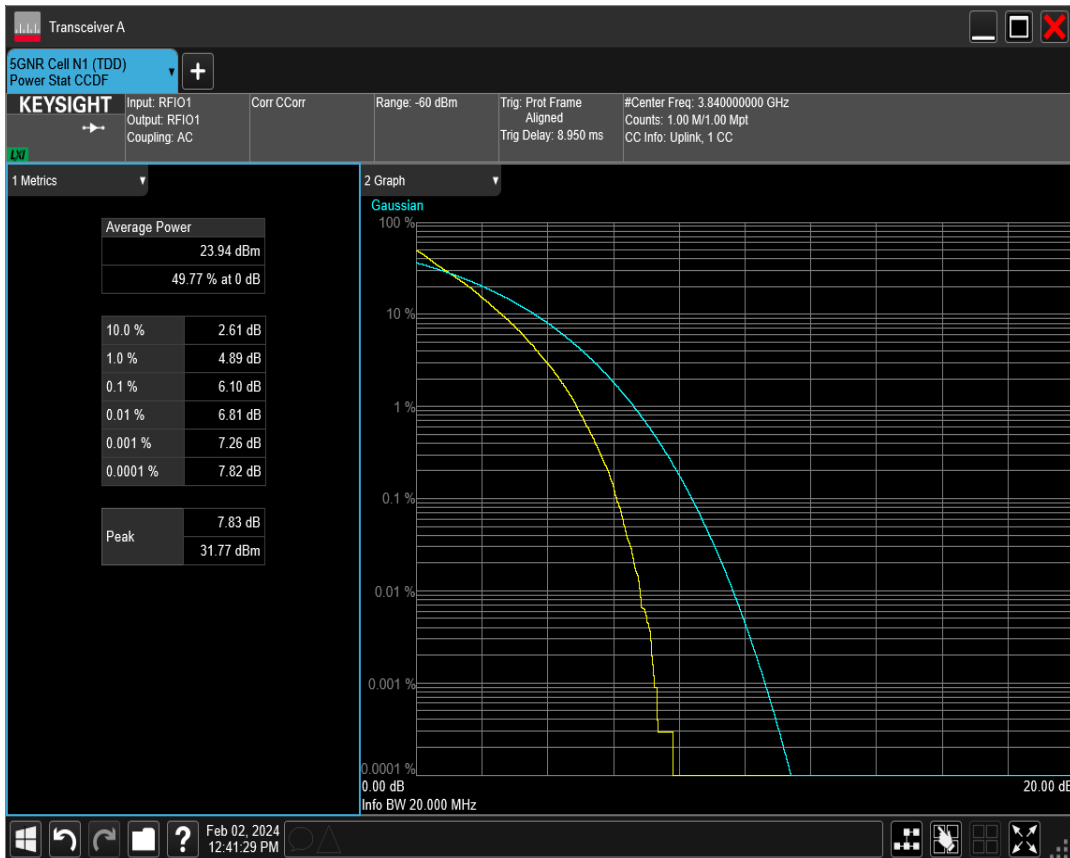 Transceiver A
5GNR Cell N1 (TDD)
Power Stat CCDF
+
KEYSIGHT
LXI
Input: RFIO1
Output: RFIO1
Coupling: AC
Corr CCorr
Range: -60 dBm
Trig: Prot Frame
Aligned
Trig Delay: 8.950 ms
#Center Freq: 3.840000000 GHz
Counts: 1.00 M/1.00 Mpt
CC Info: Uplink, 1 CC
1 Metrics
Average Power
23.94 dBm
49.77 % at 0 dB
10.0 % 2.61 dB
1.0 % 4.89 dB
0.1 % 6.10 dB
0.01 % 6.81 dB
0.001 % 7.26 dB
0.0001 % 7.82 dB
Peak 7.83 dB
31.77 dBm
2 Graph
Gaussian
100 %
10 %
1 %
0.1 %
0.01 %
0.001 %
0.0001 %
0.00 dB 20.00 dB
Info BW 20.000 MHz
?
Feb 02, 2024
12:41:29 PM